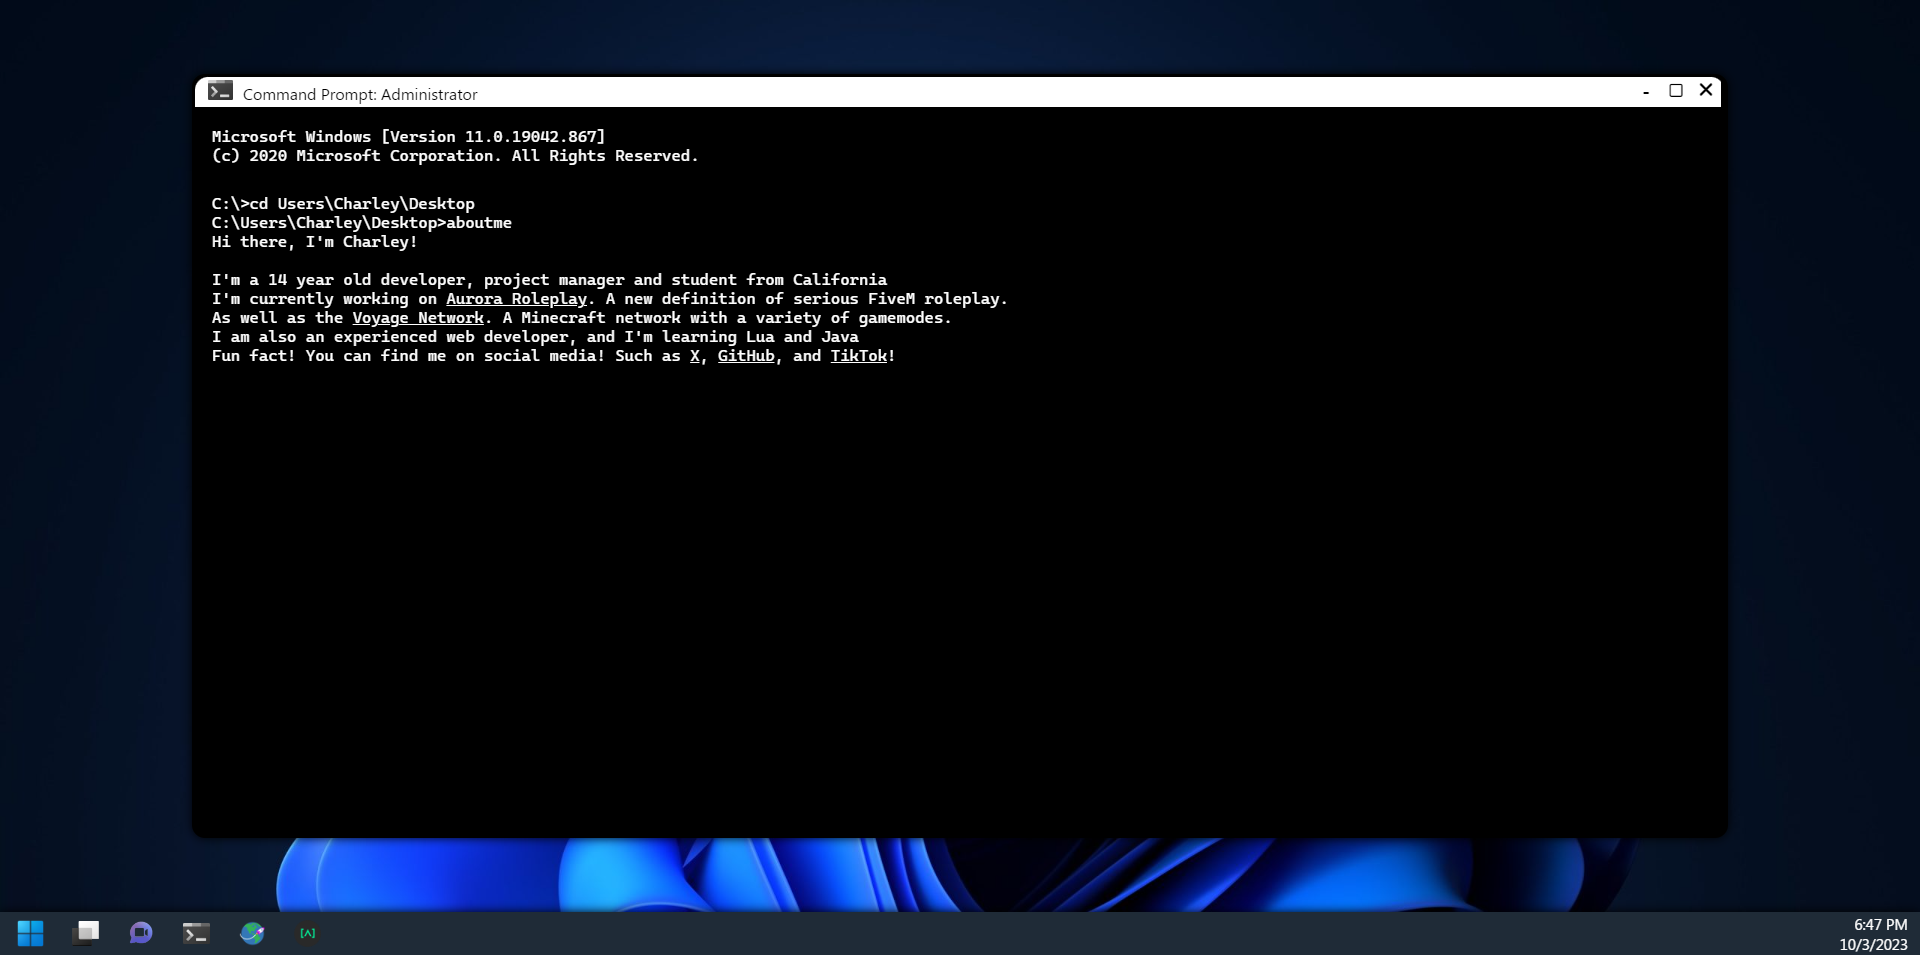 Command Prompt: Administrator
Microsoft Windows [Version 11.0.19042.867]
(c) 2020 Microsoft Corporation. All Rights Reserved.
C:\>cd Users\Charley\Desktop
C:\Users\Charley\Desktop>aboutme
Hi there, I'm Charley!
I'm a 14 year old developer, project manager and student from California
I'm currently working on Aurora Roleplay. A new definition of serious FiveM roleplay.
As well as the Voyage Network. A Minecraft network with a variety of gamemodes.
I am also an experienced web developer, and I'm learning Lua and Java
Fun fact! You can find me on social media! Such as X, GitHub, and TikTok!
6:47 PM
10/3/2023